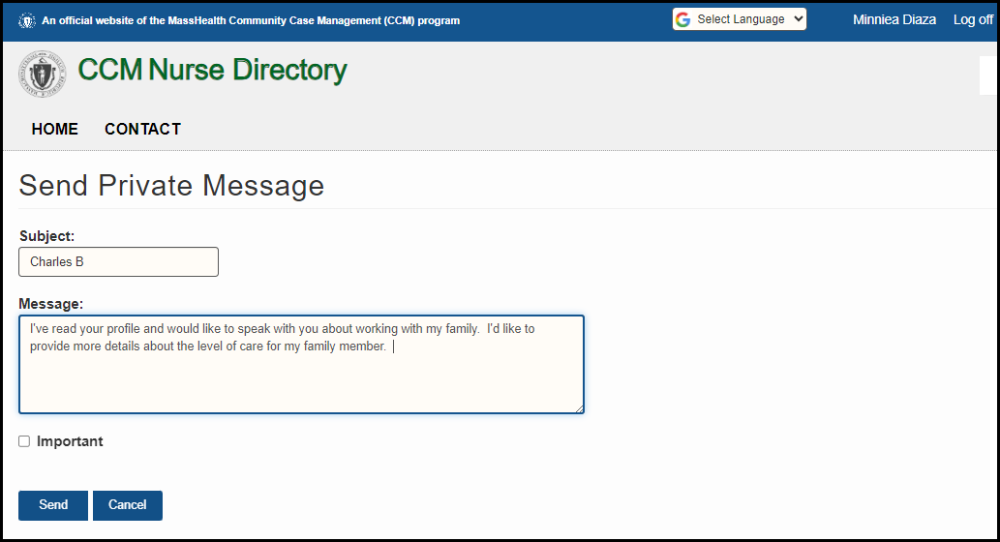 An official website of the MassHealth Community Case Management (CCM) program
Select Language
Minniea Diaza Log off
CCM Nurse Directory
HOME CONTACT
Send Private Message
Subject:
Charles B
Message:
I've read your profile and would like to speak with you about working with my family.  I'd like to
provide more details about the level of care for my family member.
Important
Send Cancel